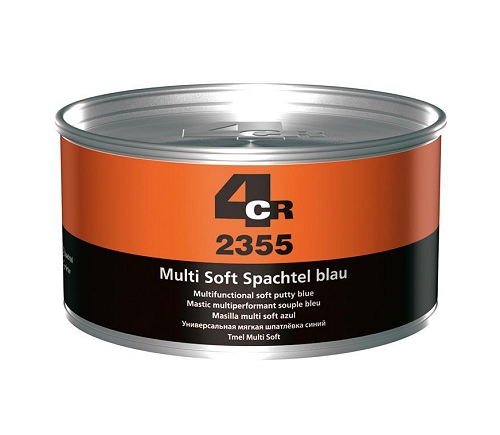 4CR
2355
Multi Soft Spachtel blau
Multifunctional soft putty blue
Mastic multiperformant souple bleu
Masilla multi soft azul
Универсальная мягкая шпатлёвка синий
Tmel Multi Soft